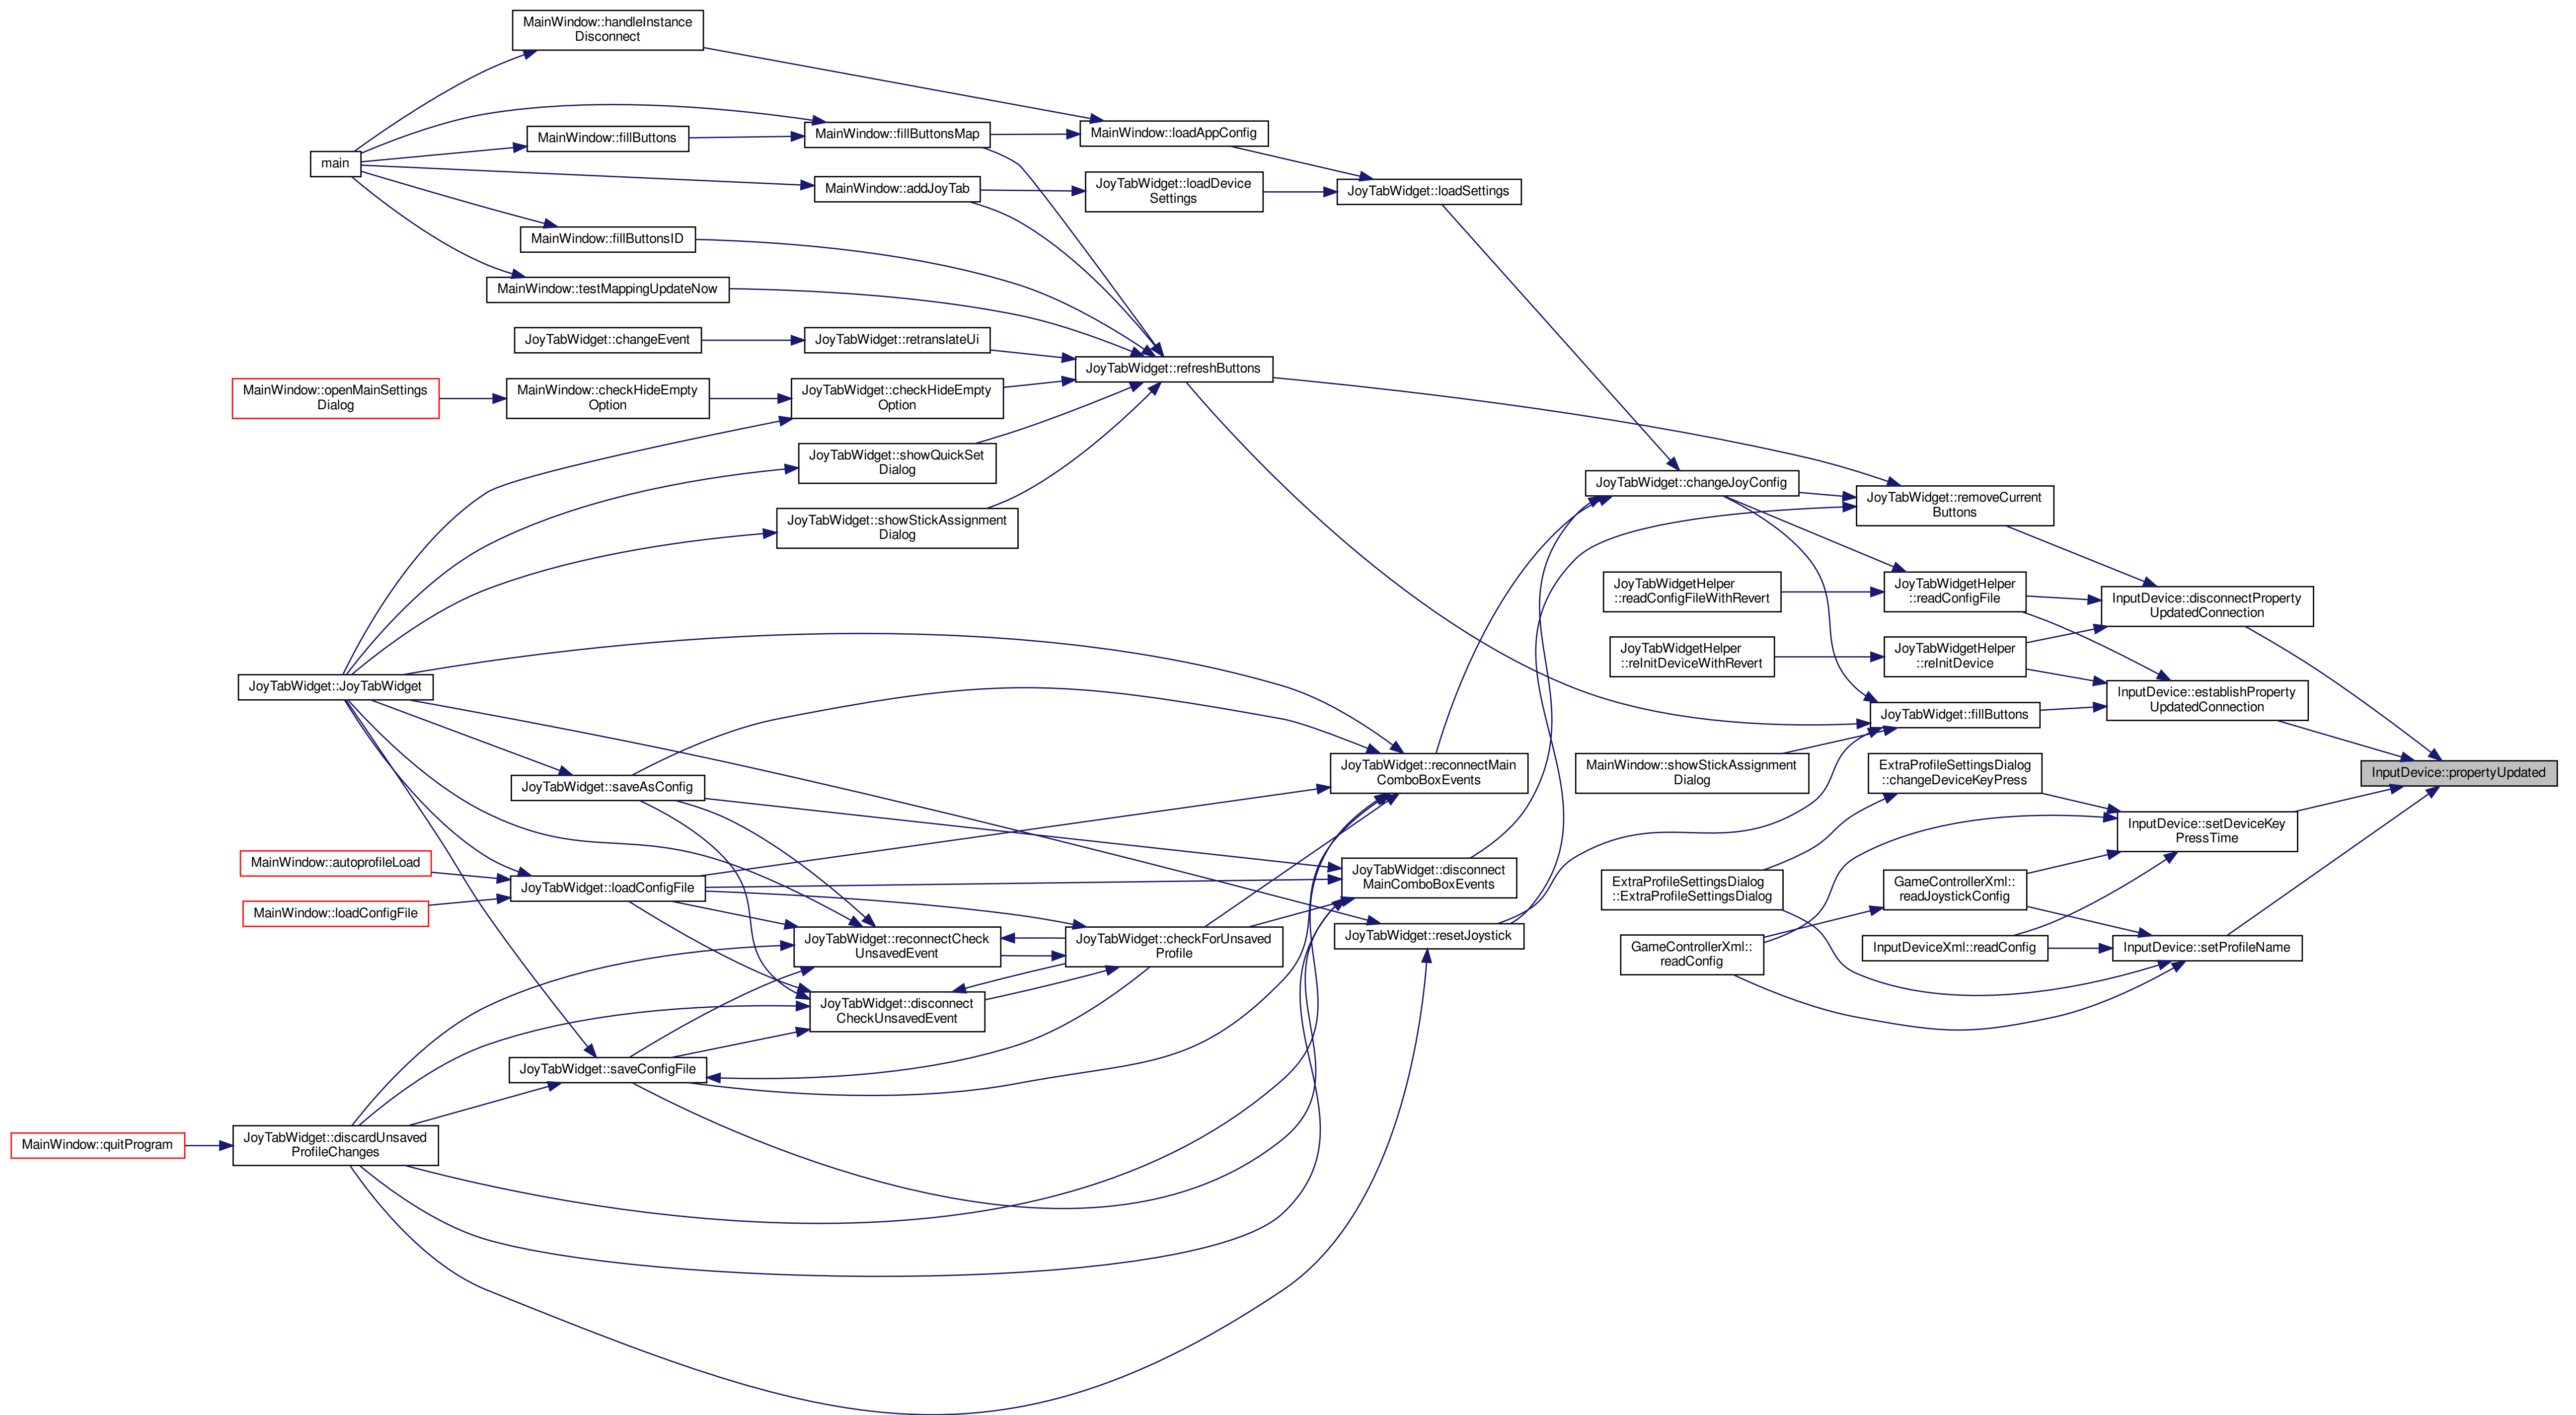 MainWindow::handleInstance
Disconnect
MainWindow::fillButtonsMap
MainWindow::loadAppConfig
MainWindow::fillButtons
main
MainWindow::addJoyTab
JoyTabWidget::loadDevice
Settings
JoyTabWidget::loadSettings
MainWindow::fillButtonsID
MainWindow::testMappingUpdateNow
JoyTabWidget::changeEvent
JoyTabWidget::retranslateUi
JoyTabWidget::refreshButtons
MainWindow::openMainSettings
Dialog
MainWindow::checkHideEmpty
Option
JoyTabWidget::checkHideEmpty
Option
JoyTabWidget::showQuickSet
Dialog
JoyTabWidget::changeJoyConfig
JoyTabWidget::removeCurrent
Buttons
JoyTabWidget::showStickAssignment
Dialog
JoyTabWidgetHelper
::readConfigFileWithRevert
JoyTabWidgetHelper
::readConfigFile
InputDevice::disconnectProperty
UpdatedConnection
JoyTabWidgetHelper
::reInitDeviceWithRevert
JoyTabWidgetHelper
::reInitDevice
JoyTabWidget::JoyTabWidget
InputDevice::establishProperty
UpdatedConnection
JoyTabWidget::fillButtons
JoyTabWidget::reconnectMain
ComboBoxEvents
MainWindow::showStickAssignment
Dialog
ExtraProfileSettingsDialog
::changeDeviceKeyPress
InputDevice::propertyUpdated
JoyTabWidget::saveAsConfig
InputDevice::setDeviceKey
PressTime
MainWindow::autoprofileLoad
JoyTabWidget::loadConfigFile
JoyTabWidget::disconnect
MainComboBoxEvents
ExtraProfileSettingsDialog
::ExtraProfileSettingsDialog
GameControllerXml::
readJoystickConfig
MainWindow::loadConfigFile
JoyTabWidget::reconnectCheck
UnsavedEvent
JoyTabWidget::checkForUnsaved
Profile
JoyTabWidget::resetJoystick
GameControllerXml::
readConfig
InputDeviceXml::readConfig
InputDevice::setProfileName
JoyTabWidget::disconnect
CheckUnsavedEvent
JoyTabWidget::saveConfigFile
MainWindow::quitProgram
JoyTabWidget::discardUnsaved
ProfileChanges